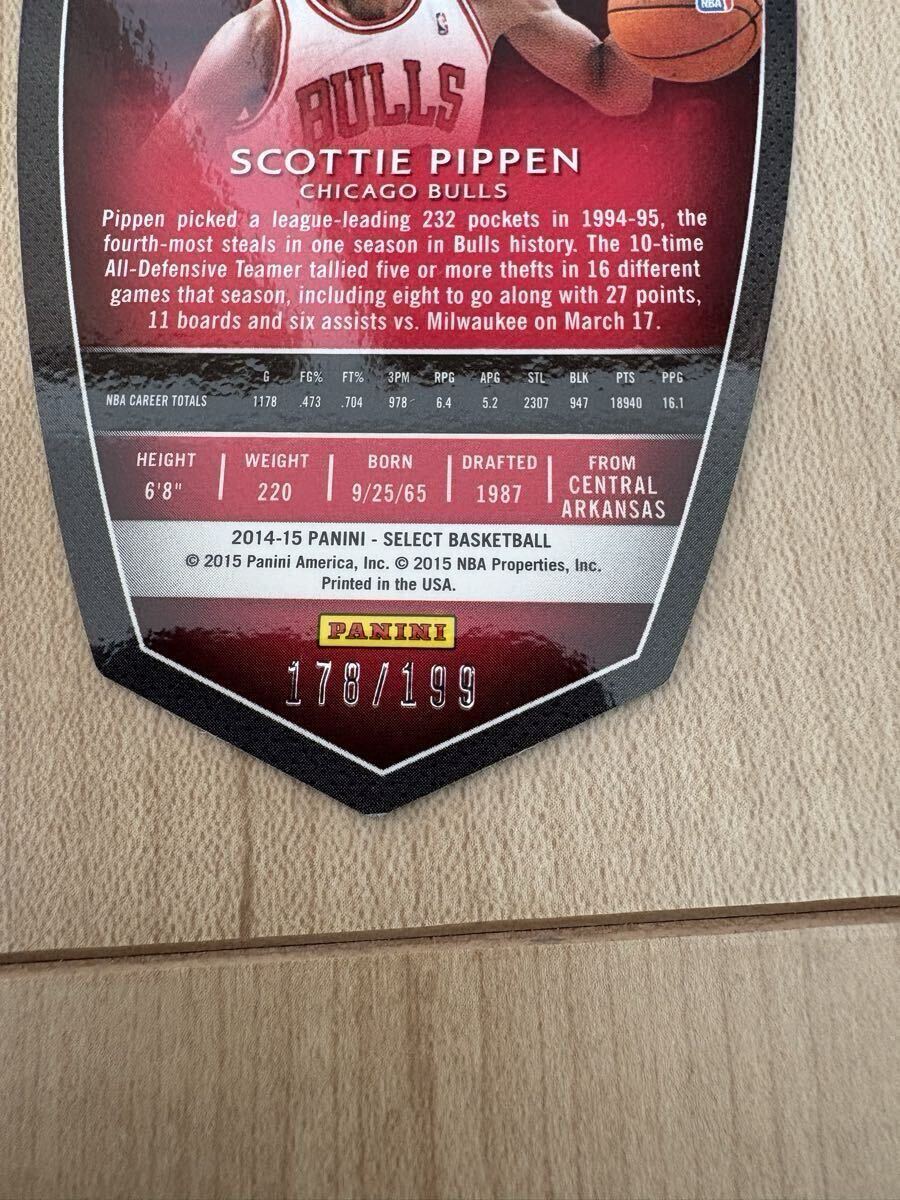 NBA
BULLS
SCOTTIE PIPPEN
CHICAGO BULLS
Pippen picked a league-leading 232 pockets in 1994-95, the
fourth-most steals in one season in Bulls history. The 10-time
All-Defensive Teamer tallied five or more thefts in 16 different
games that season, including eight to go along with 27 points,
11 boards and six assists vs. Milwaukee on March 17.
G FG% FT% 3PM RPG APG STL BLK PTS PPG
NBA CAREER TOTALS 1178 .473 .704 978 6.4 5.2 2307 947 18940 16.1
HEIGHT WEIGHT BORN DRAFTED FROM
6'8" 220 9/25/65 1987 CENTRAL
ARKANSAS
2014-15 PANINI - SELECT BASKETBALL
© 2015 Panini America, Inc. © 2015 NBA Properties, Inc.
Printed in the USA.
PANINI
178/199